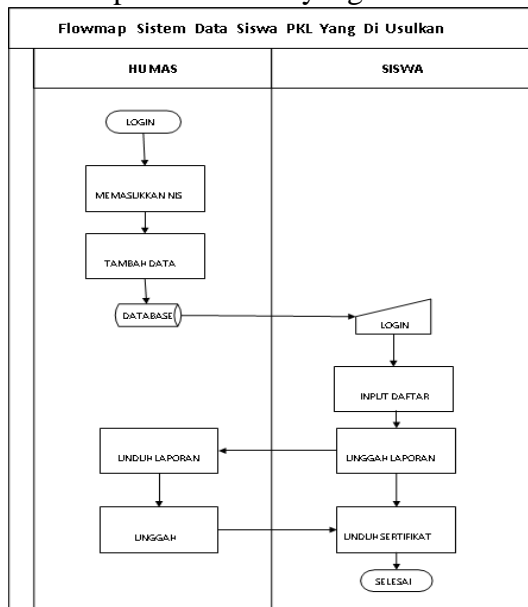 Flowmap Sistem Data Siswa PKL Yang Di Usulkan
HUMAS
SISWA
LOGIN
MEMASUKKAN NIS
TAMBAH DATA
DATABASE
LOGIN
INPUT DAFTAR
UNDUH LAPORAN
UNGGAH LAPORAN
UNGGAH
UNDUH SERTIFIKAT
SELESAI